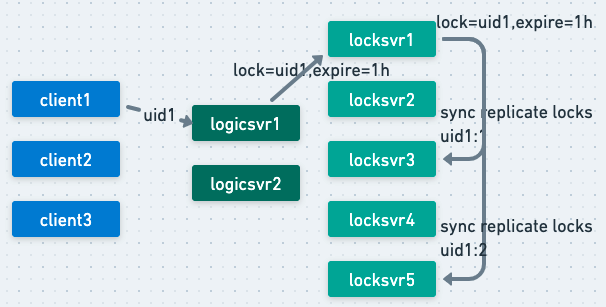 locksvr1
lock=uid1,expire=1h
lock=uid1,expire=1h
client1
uid1
logicsvr1
locksvr2
sync replicate locks
uid1:1
client2
logicsvr2
locksvr3
client3
locksvr4
sync replicate locks
uid1:2
locksvr5